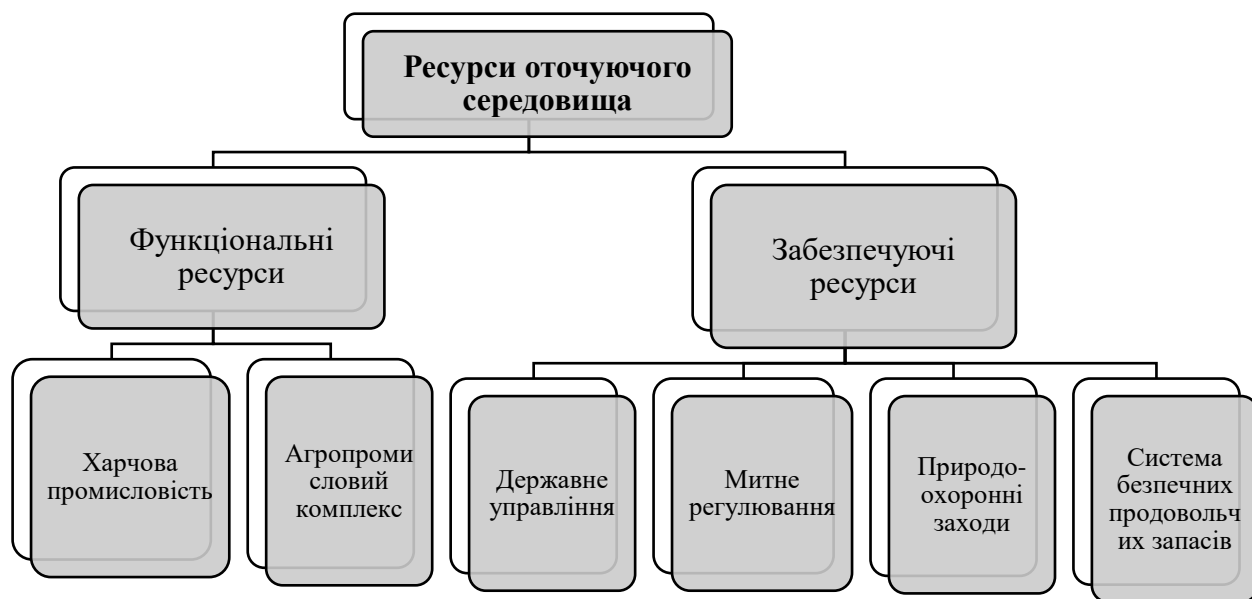 Ресурси оточуючого
середовища
Функціональні
ресурси
Забезпечуючі
ресурси
Харчова
промисловість
Агропроми
словий
комплекс
Державне
управління
Митне
регулювання
Природо-
охоронні
заходи
Система
безпечних
продовольч
их запасів